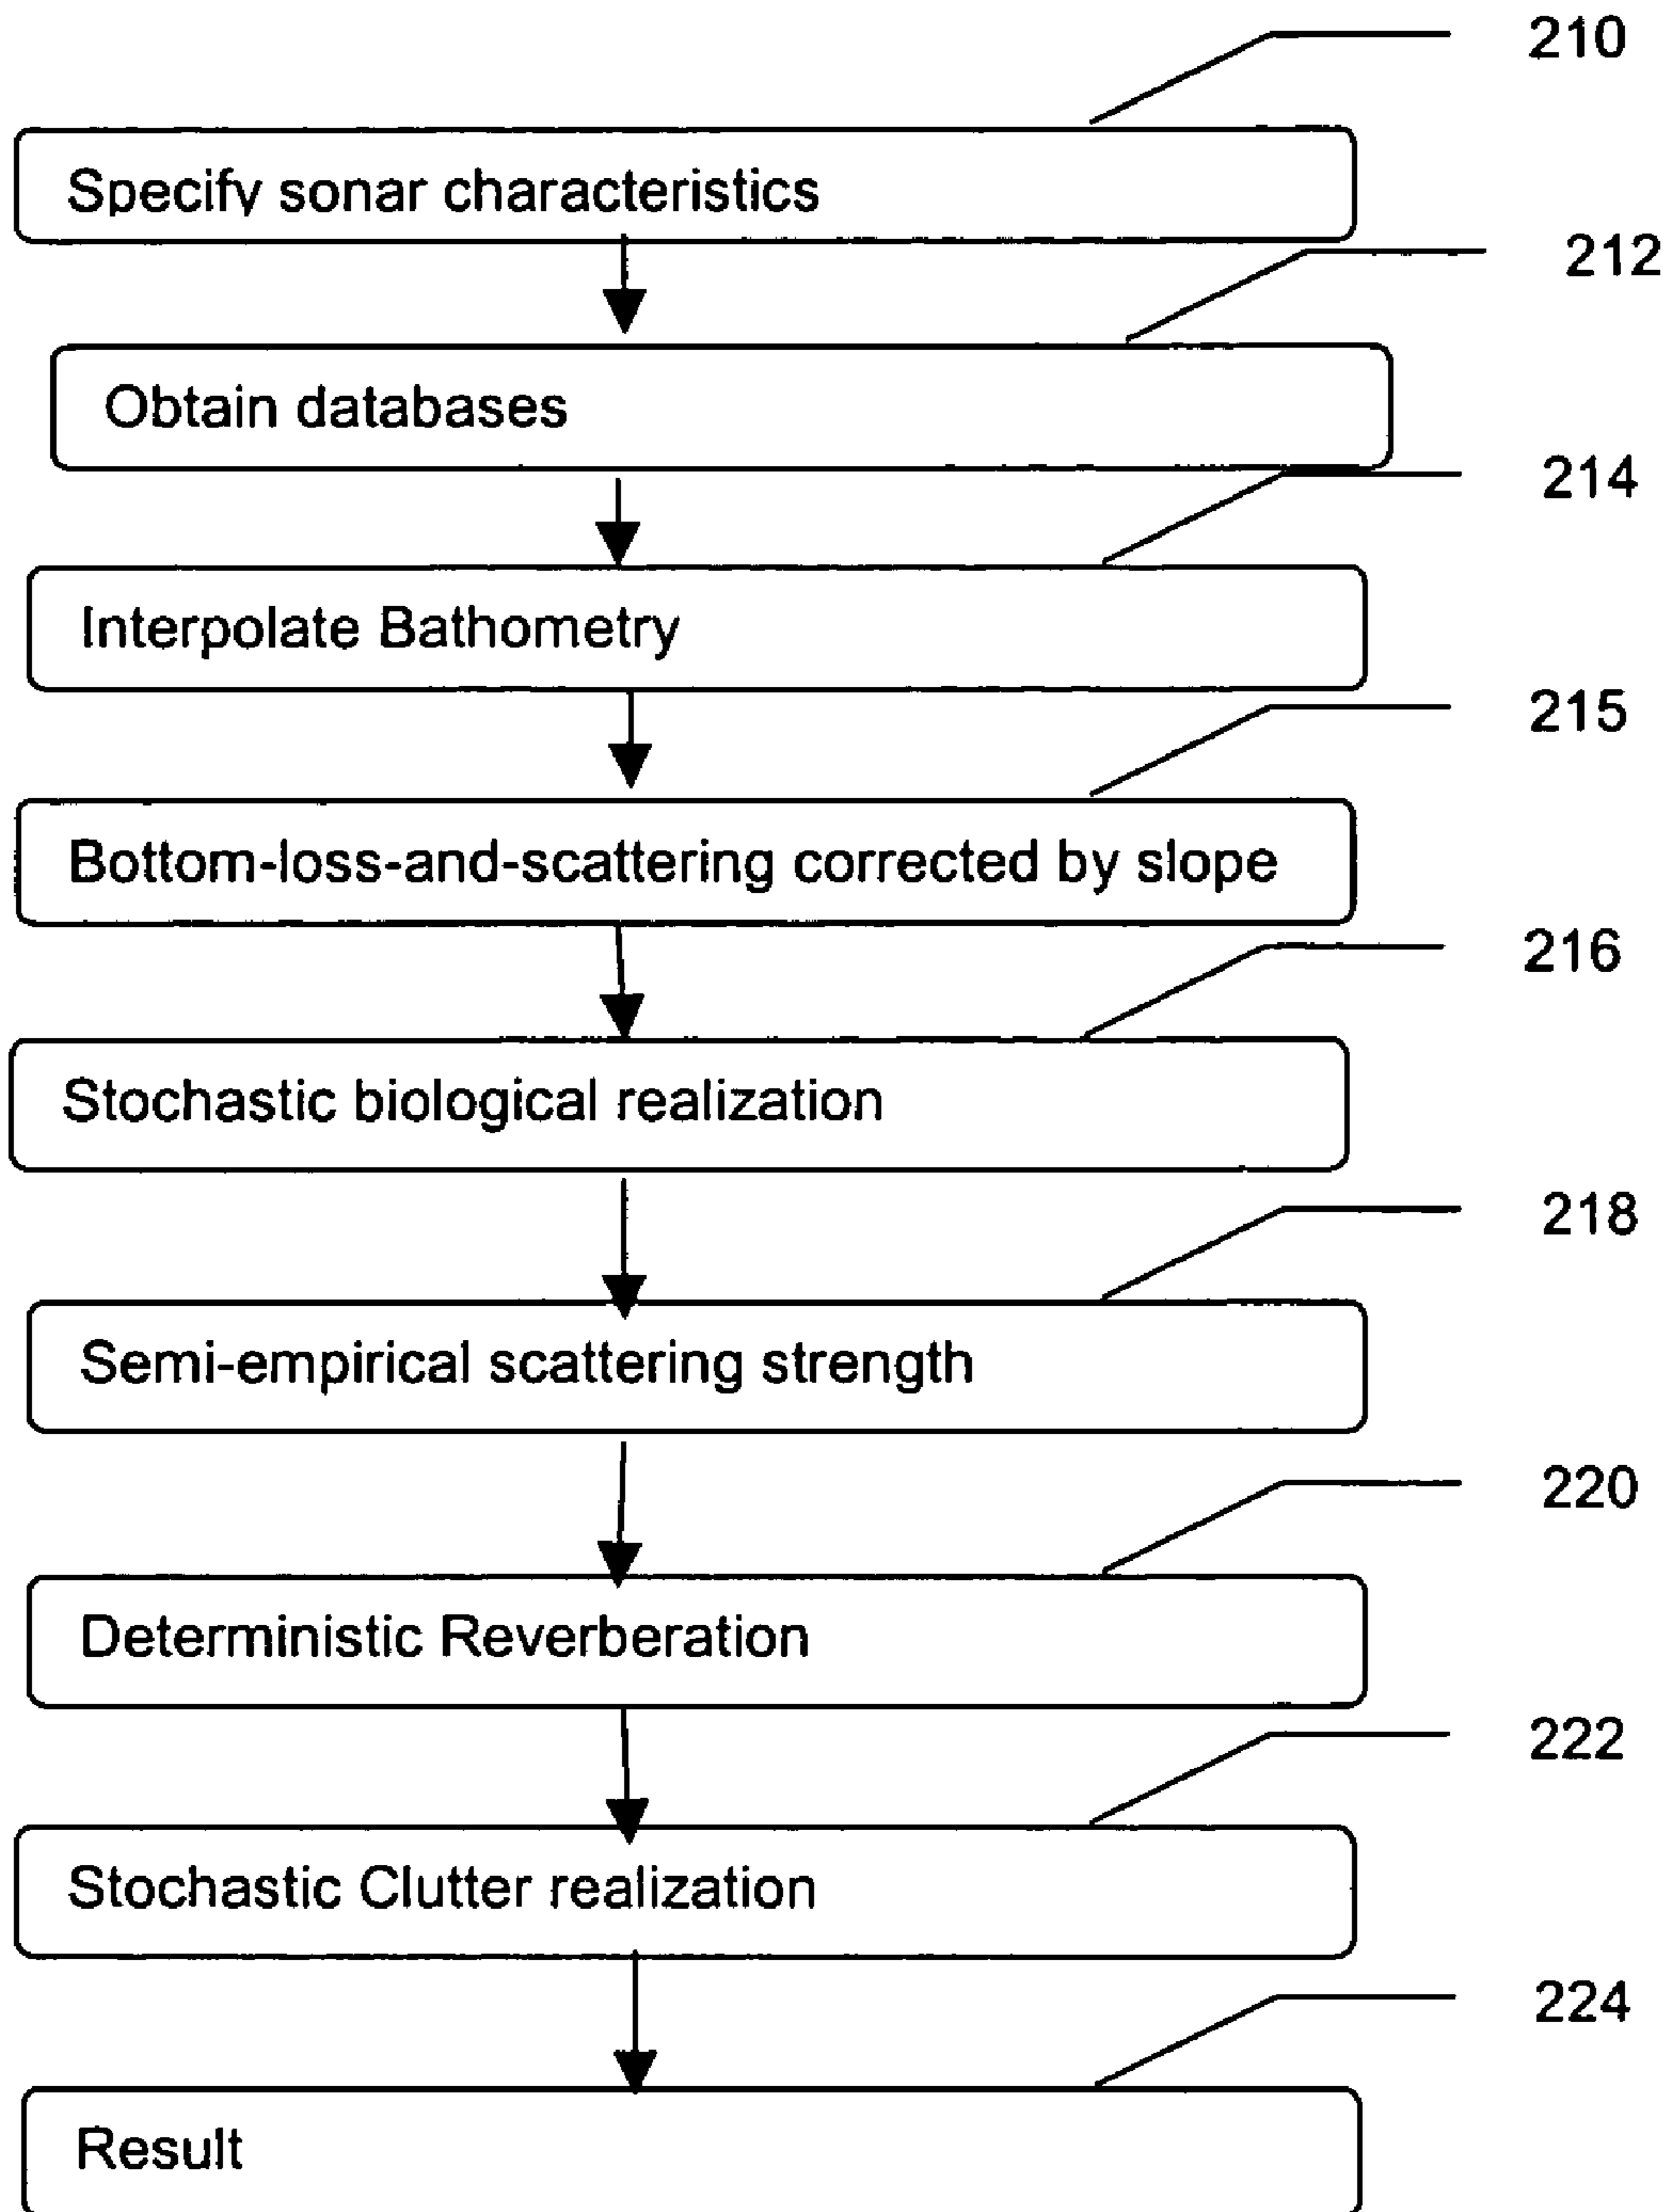 210
Specify sonar characteristics
212
Obtain databases
214
Interpolate Bathometry
215
Bottom-loss-and-scattering corrected by slope
216
Stochastic biological realization
218
Semi-empirical scattering strength
220
Deterministic Reverberation
222
Stochastic Clutter realization
224
Result